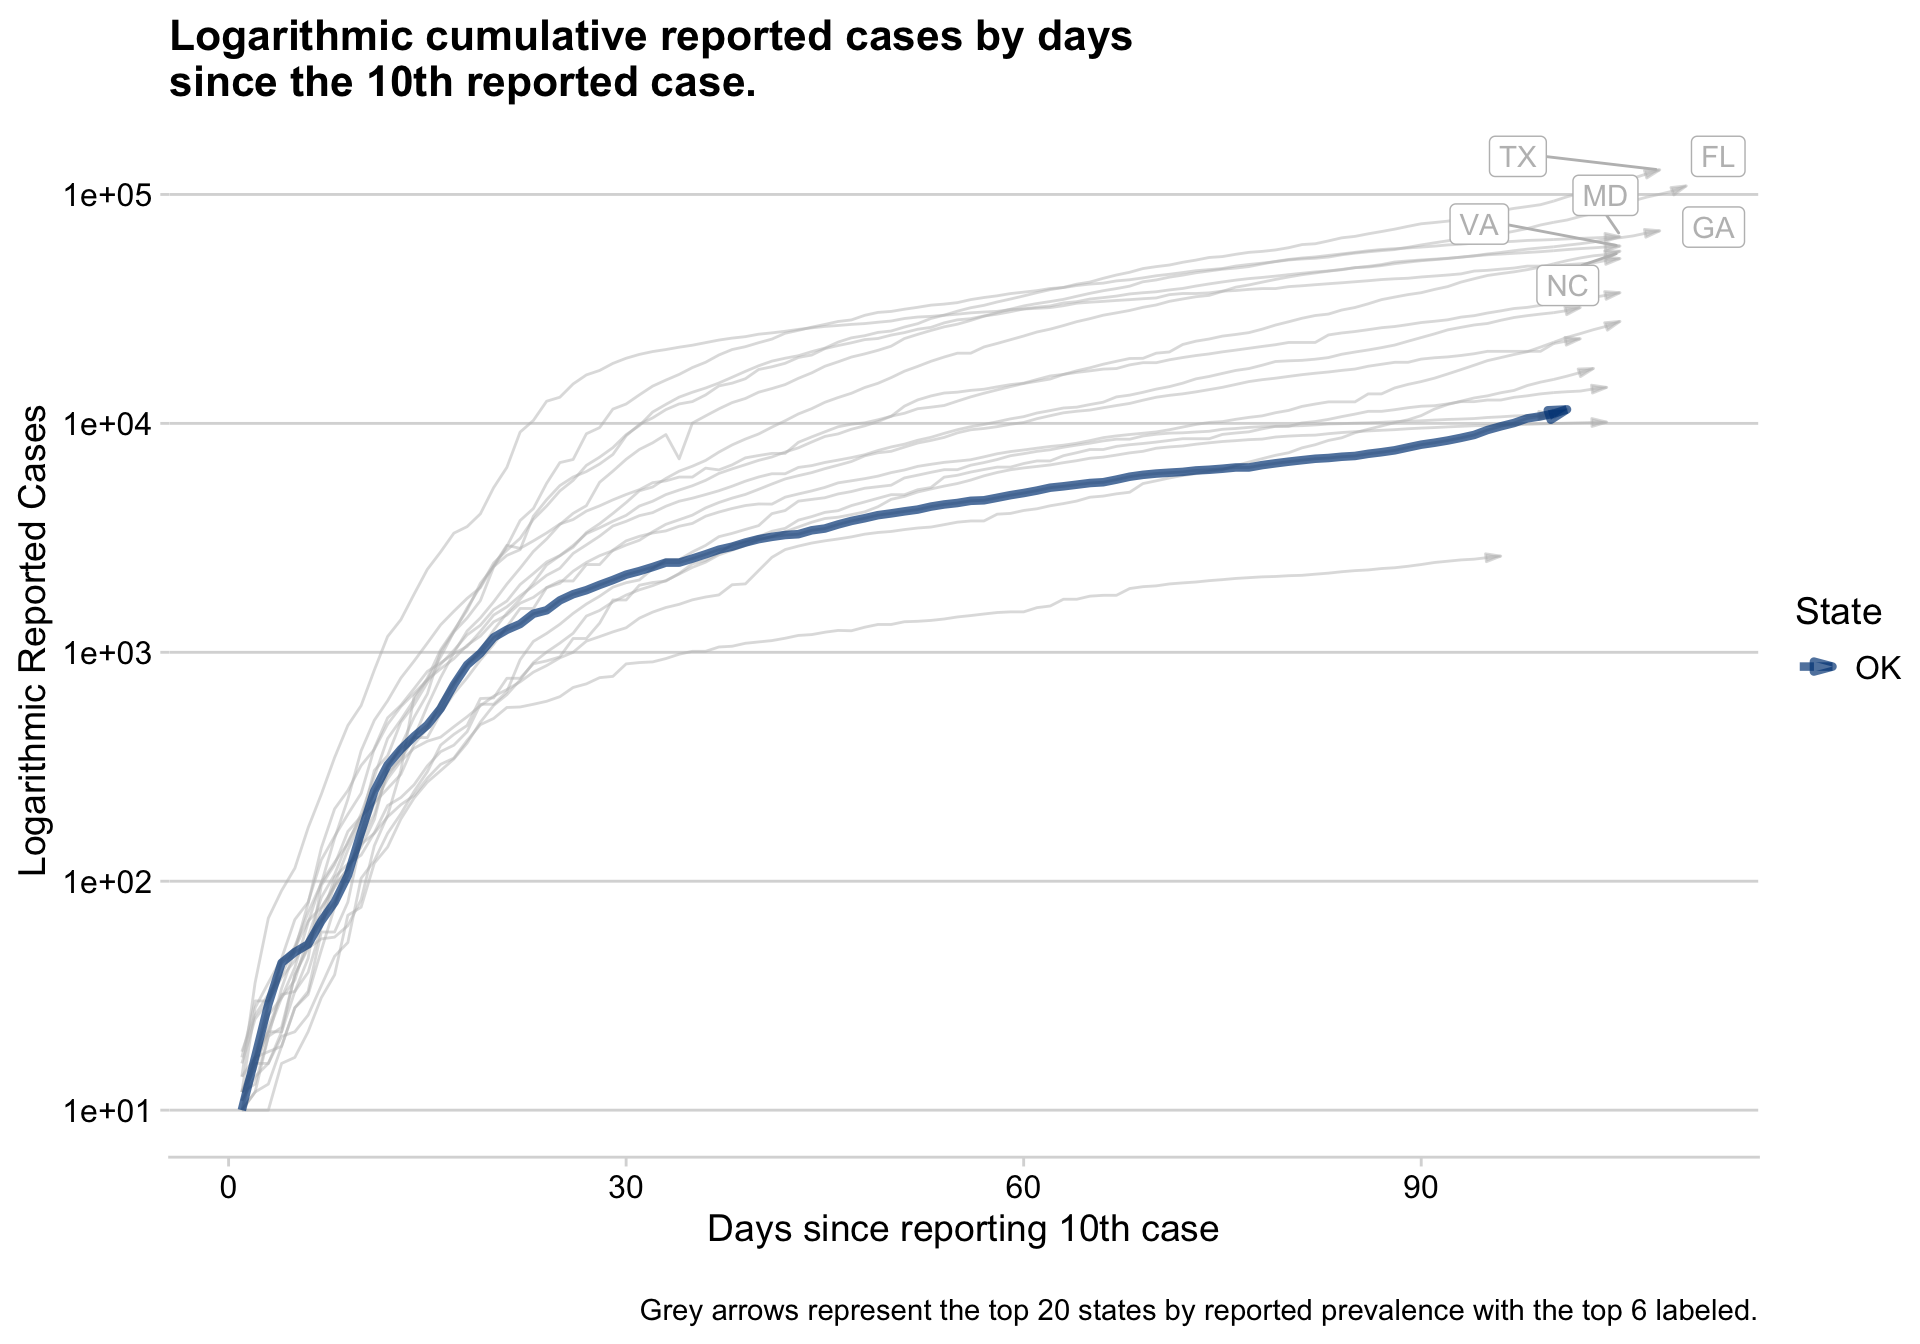 Logarithmic cumulative reported cases by days
since the 10th reported case.
TX
FL
1e+05
MD
VA
GA
NC
1e+04
1e+03
1e+02
1e+01
Logarithmic Reported Cases
State
OK
0
30
60
90
Days since reporting 10th case
Grey arrows represent the top 20 states by reported prevalence with the top 6 labeled.